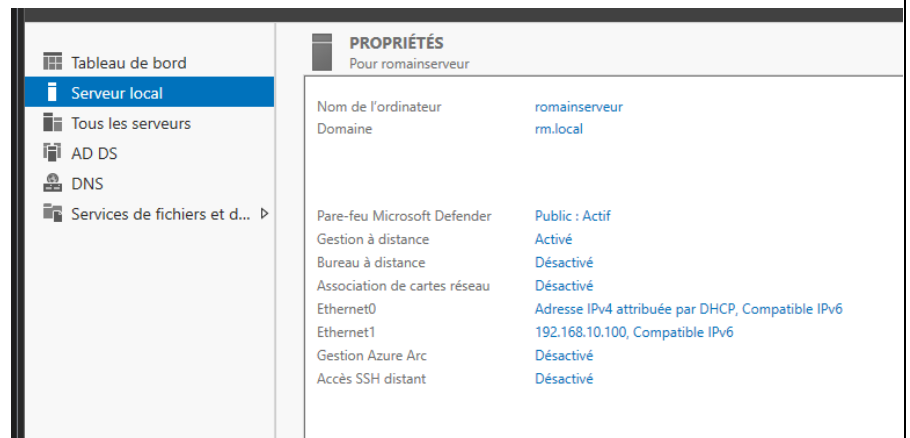 Tableau de bord
Serveur local
Tous les serveurs
AD DS
DNS
Services de fichiers et d...
PROPRIÉTÉS
Pour romainserveur
Nom de l'ordinateur romainserveur
Domaine rm.local
Pare-feu Microsoft Defender Public : Actif
Gestion à distance Activé
Bureau à distance Désactivé
Association de cartes réseau Désactivé
Ethernet0 Adresse IPv4 attribuée par DHCP, Compatible IPv6
Ethernet1 192.168.10.100, Compatible IPv6
Gestion Azure Arc Désactivé
Accès SSH distant Désactivé